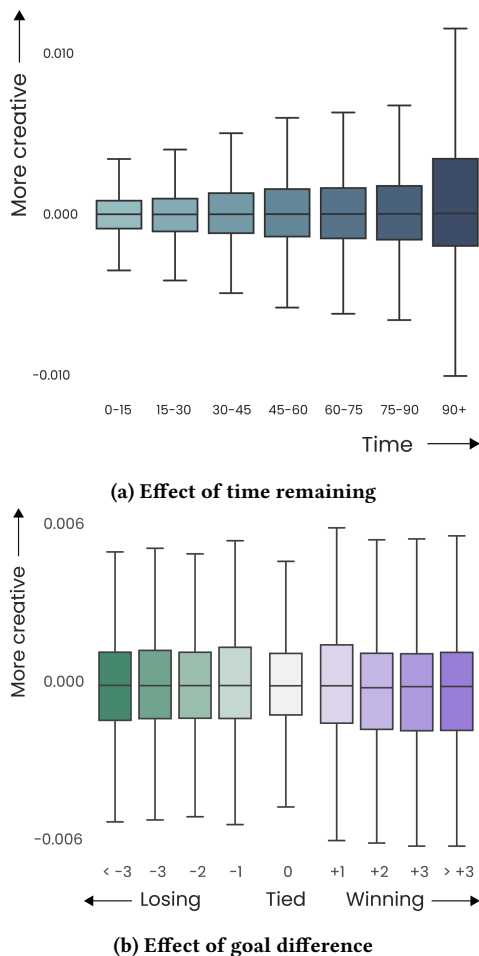 More creative
0.010
0.000
-0.010
0-15 15-30 30-45 45-60 60-75 75-90 90+
Time
(a) Effect of time remaining
More creative
0.006
0.000
-0.006
< -3 -3 -2 -1 0 +1 +2 +3 > +3
Losing Tied Winning
(b) Effect of goal difference